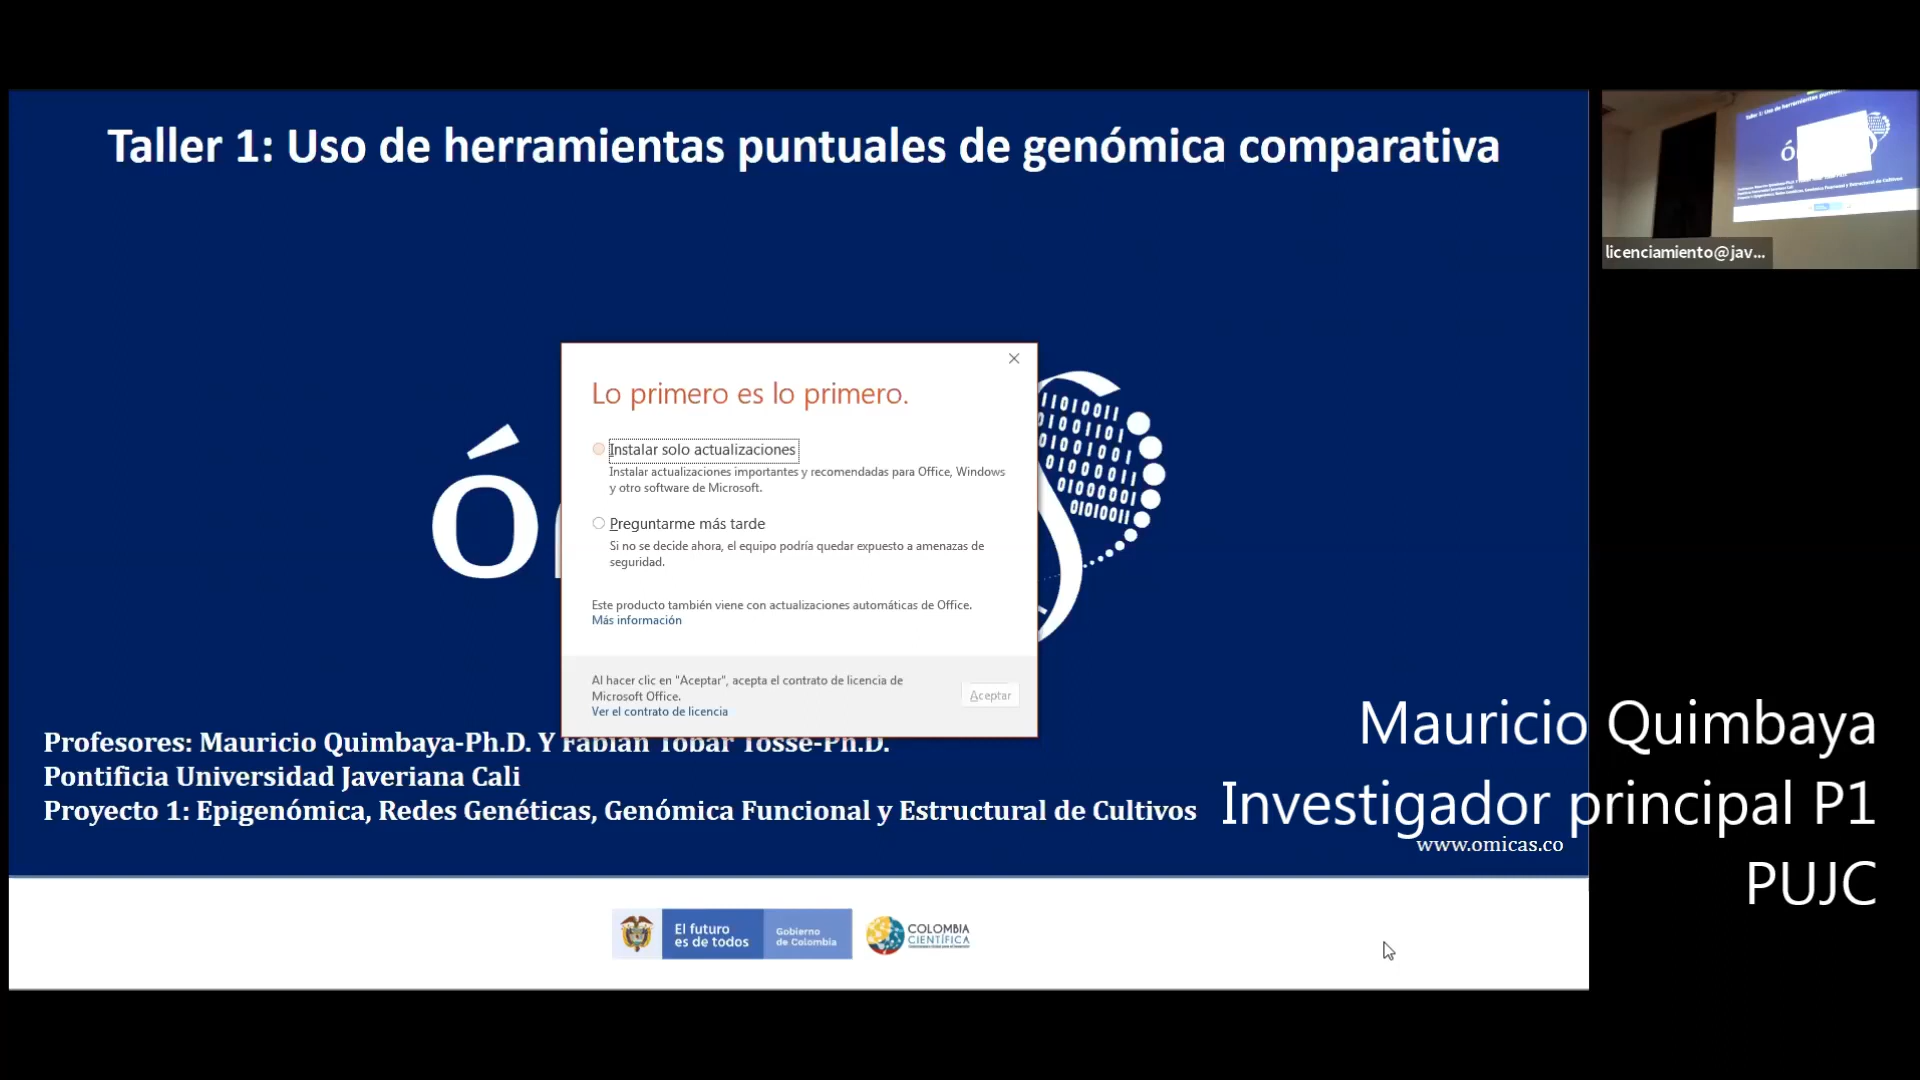 Taller 1: Uso de herramientas puntuales de genómica comparativa
licenciamiento@jav...
Lo primero es lo primero.
Instalar solo actualizaciones
Instalar actualizaciones importantes y recomendadas para Office, Windows
y otro software de Microsoft.
Preguntarme más tarde
Si no se decide ahora, el equipo podría quedar expuesto a amenazas de
seguridad.
Este producto también viene con actualizaciones automáticas de Office.
Más información
Al hacer clic en "Aceptar", acepta el contrato de licencia de
Microsoft Office.
Ver el contrato de licencia
Aceptar
11010011
01001101
01010011
0100000
Profesores: Mauricio Quimbaya-Ph.D. Y Fabian Tobar Tosse-Ph.D.
Pontificia Universidad Javeriana Cali
Proyecto 1: Epigenómica, Redes Genéticas, Genómica Funcional y Estructural de Cultivos
www.omicas.co
Mauricio Quimbaya
Investigador principal P1
PUJC
El futuro
es de todos
Gobierno
de Colombia
COLOMBIA
CIENTÍFICA